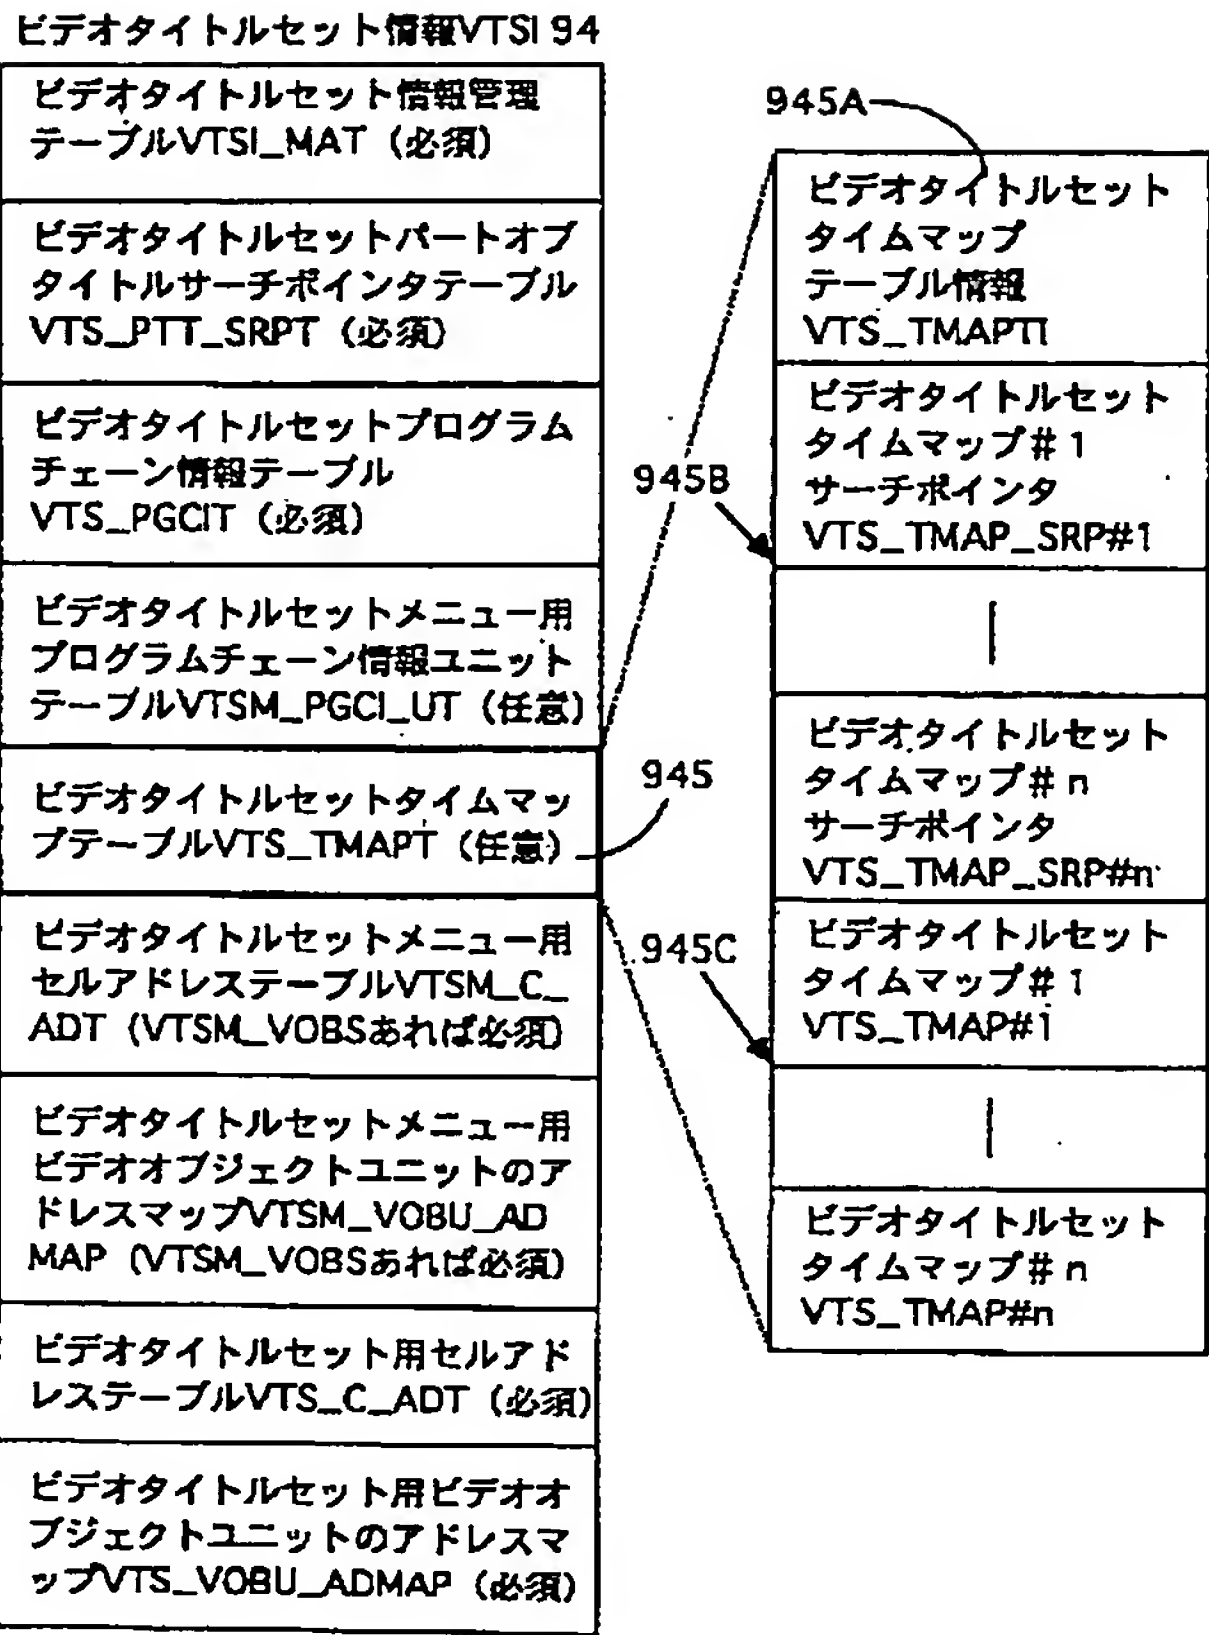 ビデオタイトルセット情報VTSI 94
ビデオタイトルセット情報管理
テーブルVTSI_MAT（必須）
ビデオタイトルセットパートオブ
タイトルサーチポインタテーブル
VTS_PTT_SRPT（必須）
ビデオタイトルセットプログラム
チェーン情報テーブル
VTS_PGCIT（必須）
ビデオタイトルセットメニュー用
プログラムチェーン情報ユニット
テーブルVTSM_PGCI_UT（任意）
ビデオタイトルセットタイムマッ
プテーブルVTS_TMAPT（任意）
ビデオタイトルセットメニュー用
セルアドレステーブルVTSM_C_
ADT（VTSM_VOBSあれば必須）
ビデオタイトルセットメニュー用
ビデオオブジェクトユニットのア
ドレスマップVTSM_VOBU_AD
MAP（VTSM_VOBSあれば必須）
ビデオタイトルセット用セルアド
レステーブルVTS_C_ADT（必須）
ビデオタイトルセット用ビデオオ
ブジェクトユニットのアドレスマ
ップVTS_VOBU_ADMAP（必須）
945
945A
945B
945C
ビデオタイトルセット
タイムマップ
テーブル情報
VTS_TMAPTI
ビデオタイトルセット
タイムマップ＃1
サーチポインタ
VTS_TMAP_SRP#1
ビデオタイトルセット
タイムマップ＃n
サーチポインタ
VTS_TMAP_SRP#n
ビデオタイトルセット
タイムマップ＃1
VTS_TMAP#1
ビデオタイトルセット
タイムマップ＃n
VTS_TMAP#n